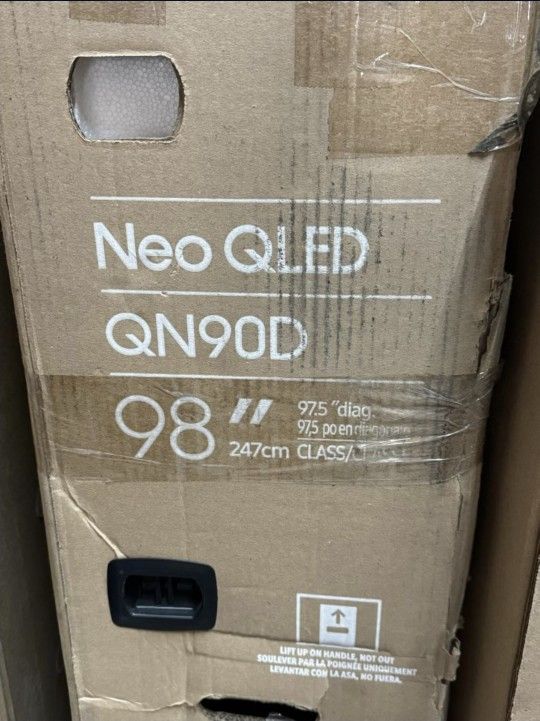 Neo QLED
QN90D
98"
97.5 "diag.
97,5 po en diagonale
247cm CLASS/
LIFT UP ON HANDLE, NOT OUT
SOULEVER PAR LA POIGNÉE UNIQUEMENT
LEVANTAR CON LA ASA, NO FUERA.